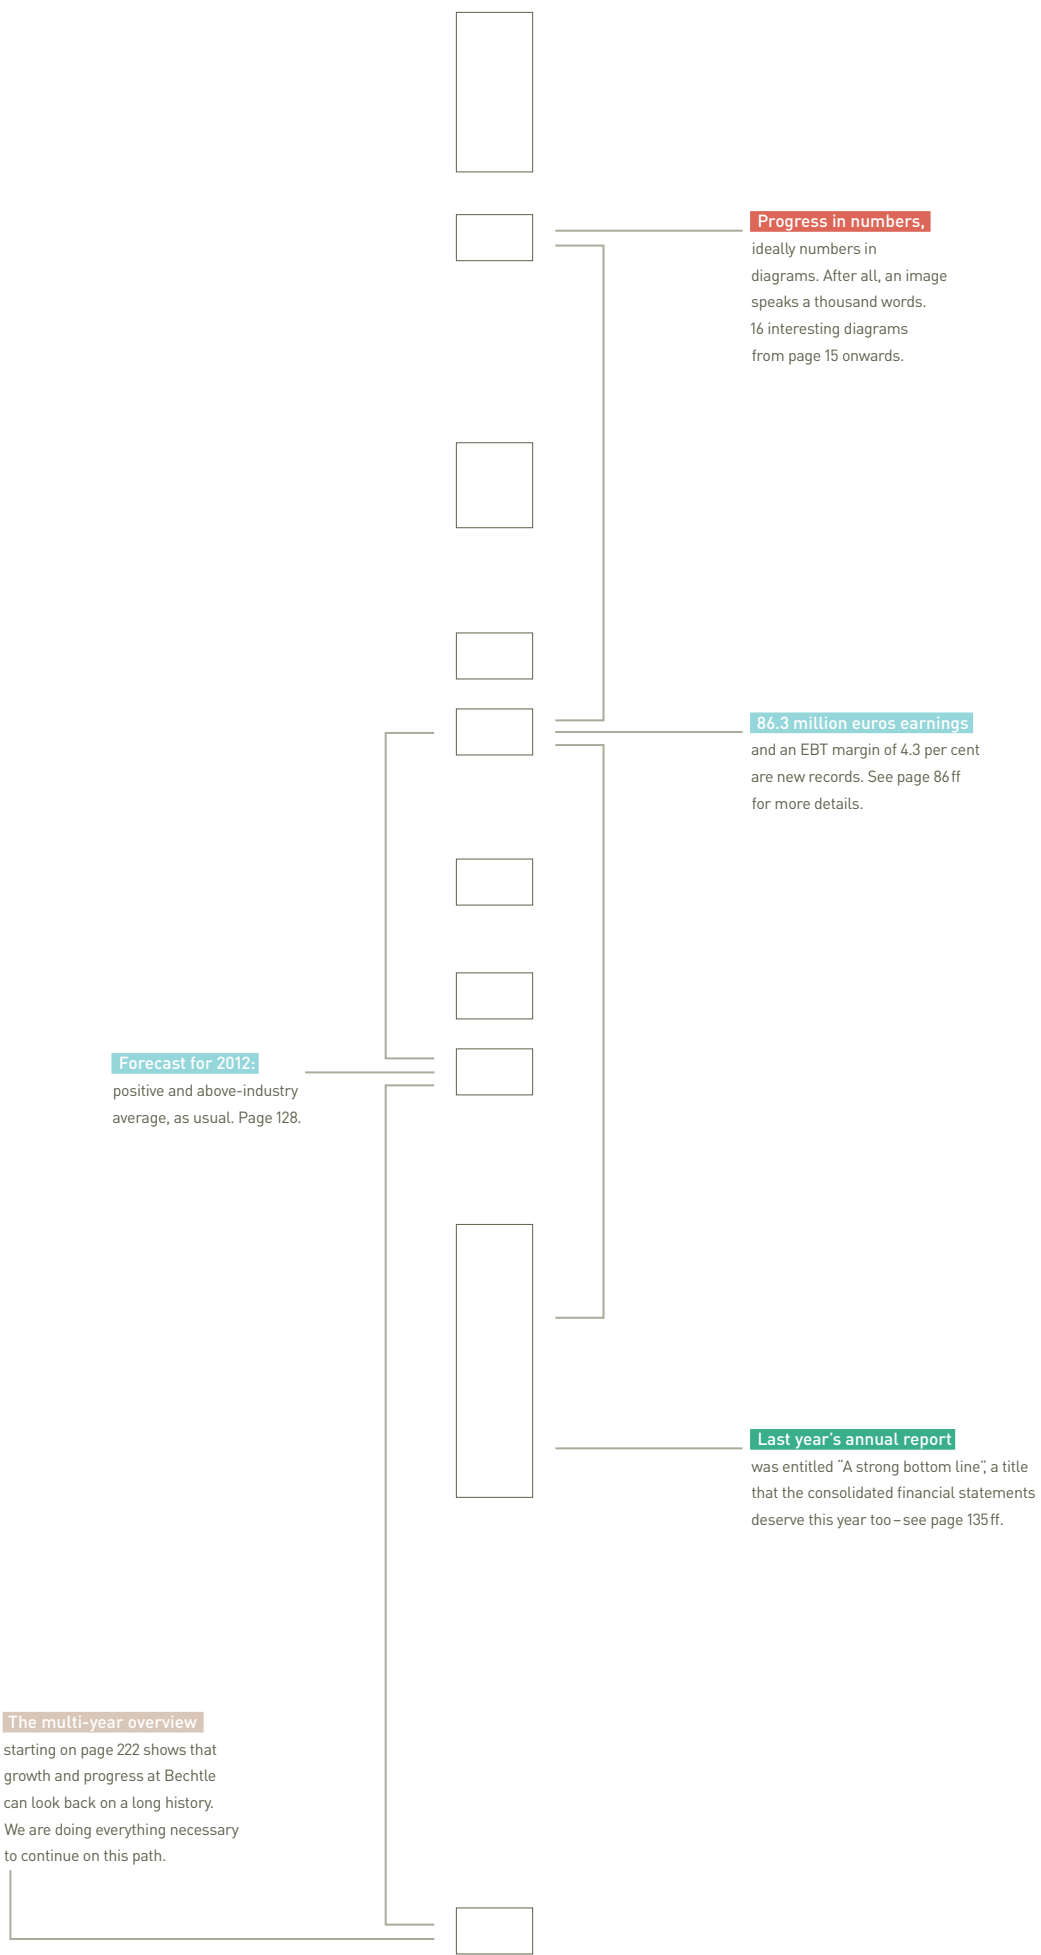 Progress in numbers,
ideally numbers in
diagrams. After all, an image
speaks a thousand words.
16 interesting diagrams
from page 15 onwards.
86.3 million euros earnings
and an EBT margin of 4.3 per cent
are new records. See page 86 ff
for more details.
Forecast for 2012:
positive and above-industry
average, as usual. Page 128.
Last year's annual report
was entitled “A strong bottom line”, a title
that the consolidated financial statements
deserve this year too – see page 135 ff.
The multi-year overview
starting on page 222 shows that
growth and progress at Bechtle
can look back on a long history.
We are doing everything necessary
to continue on this path.